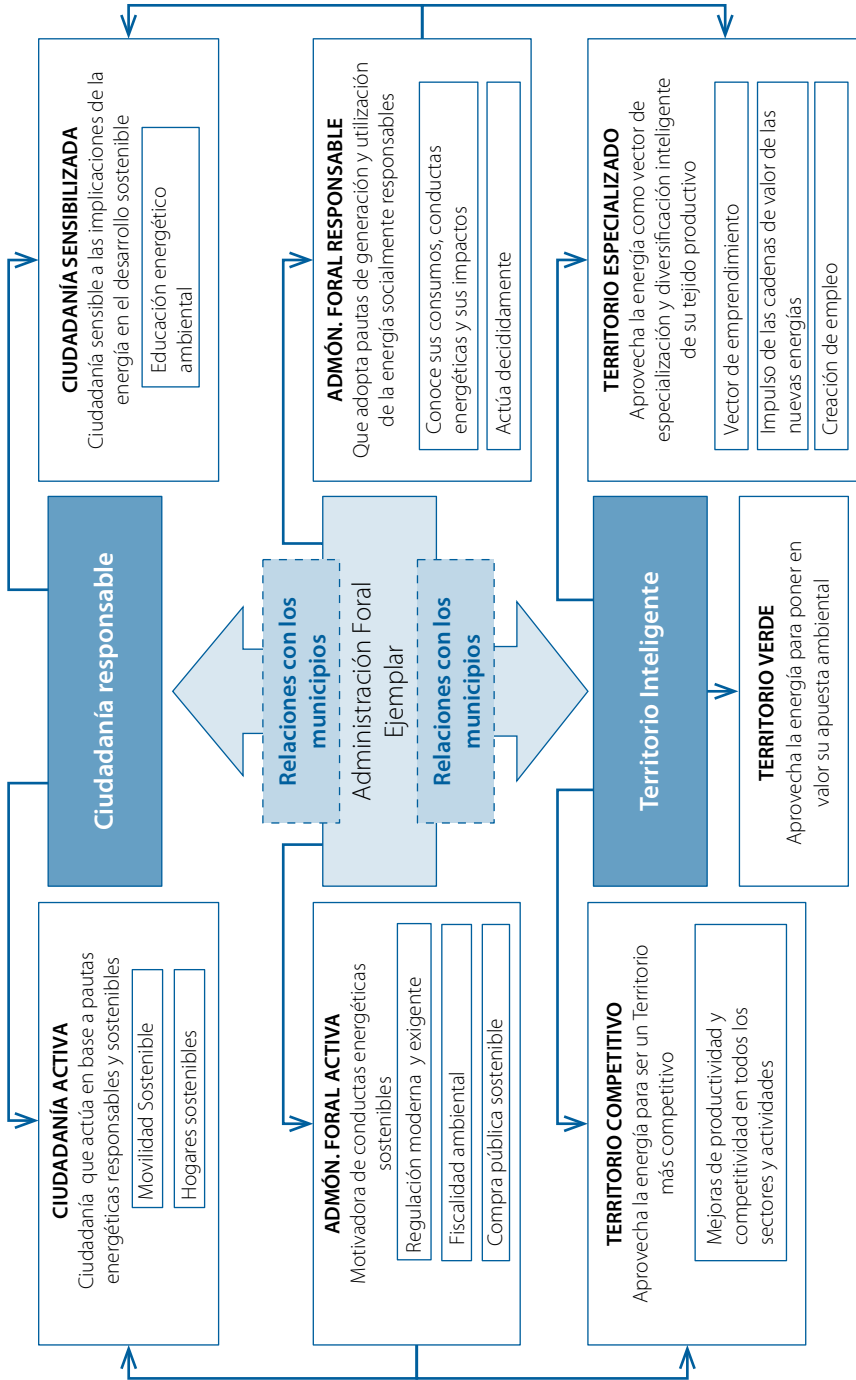 CIUDADANÍA ACTIVA
Ciudadanía que actúa en base a pautas
energéticas responsables y sostenibles
Movilidad Sostenible
Hogares sostenibles
Ciudadanía responsable
CIUDADANÍA SENSIBILIZADA
Ciudadanía sensible a las implicaciones de la
energía en el desarrollo sostenible
Educación energético
ambiental
ADMÓN. FORAL ACTIVA
Motivadora de conductas energéticas
sostenibles
Regulación moderna y exigente
Fiscalidad ambiental
Compra pública sostenible
Relaciones con los
municipios
Administración Foral
Ejemplar
Relaciones con los
municipios
ADMÓN. FORAL RESPONSABLE
Que adopta pautas de generación y utilización
de la energía socialmente responsables
Conoce sus consumos, conductas
energéticas y sus impactos
Actúa decididamente
TERRITORIO COMPETITIVO
Aprovecha la energía para ser un Territorio
más competitivo
Mejoras de productividad y
competitividad en todos los
sectores y actividades
Territorio Inteligente
TERRITORIO VERDE
Aprovecha la energía para poner en
valor su apuesta ambiental
TERRITORIO ESPECIALIZADO
Aprovecha la energía como vector de
especialización y diversificación inteligente
de su tejido productivo
Vector de emprendimiento
Impulso de las cadenas de valor de las
nuevas energías
Creación de empleo